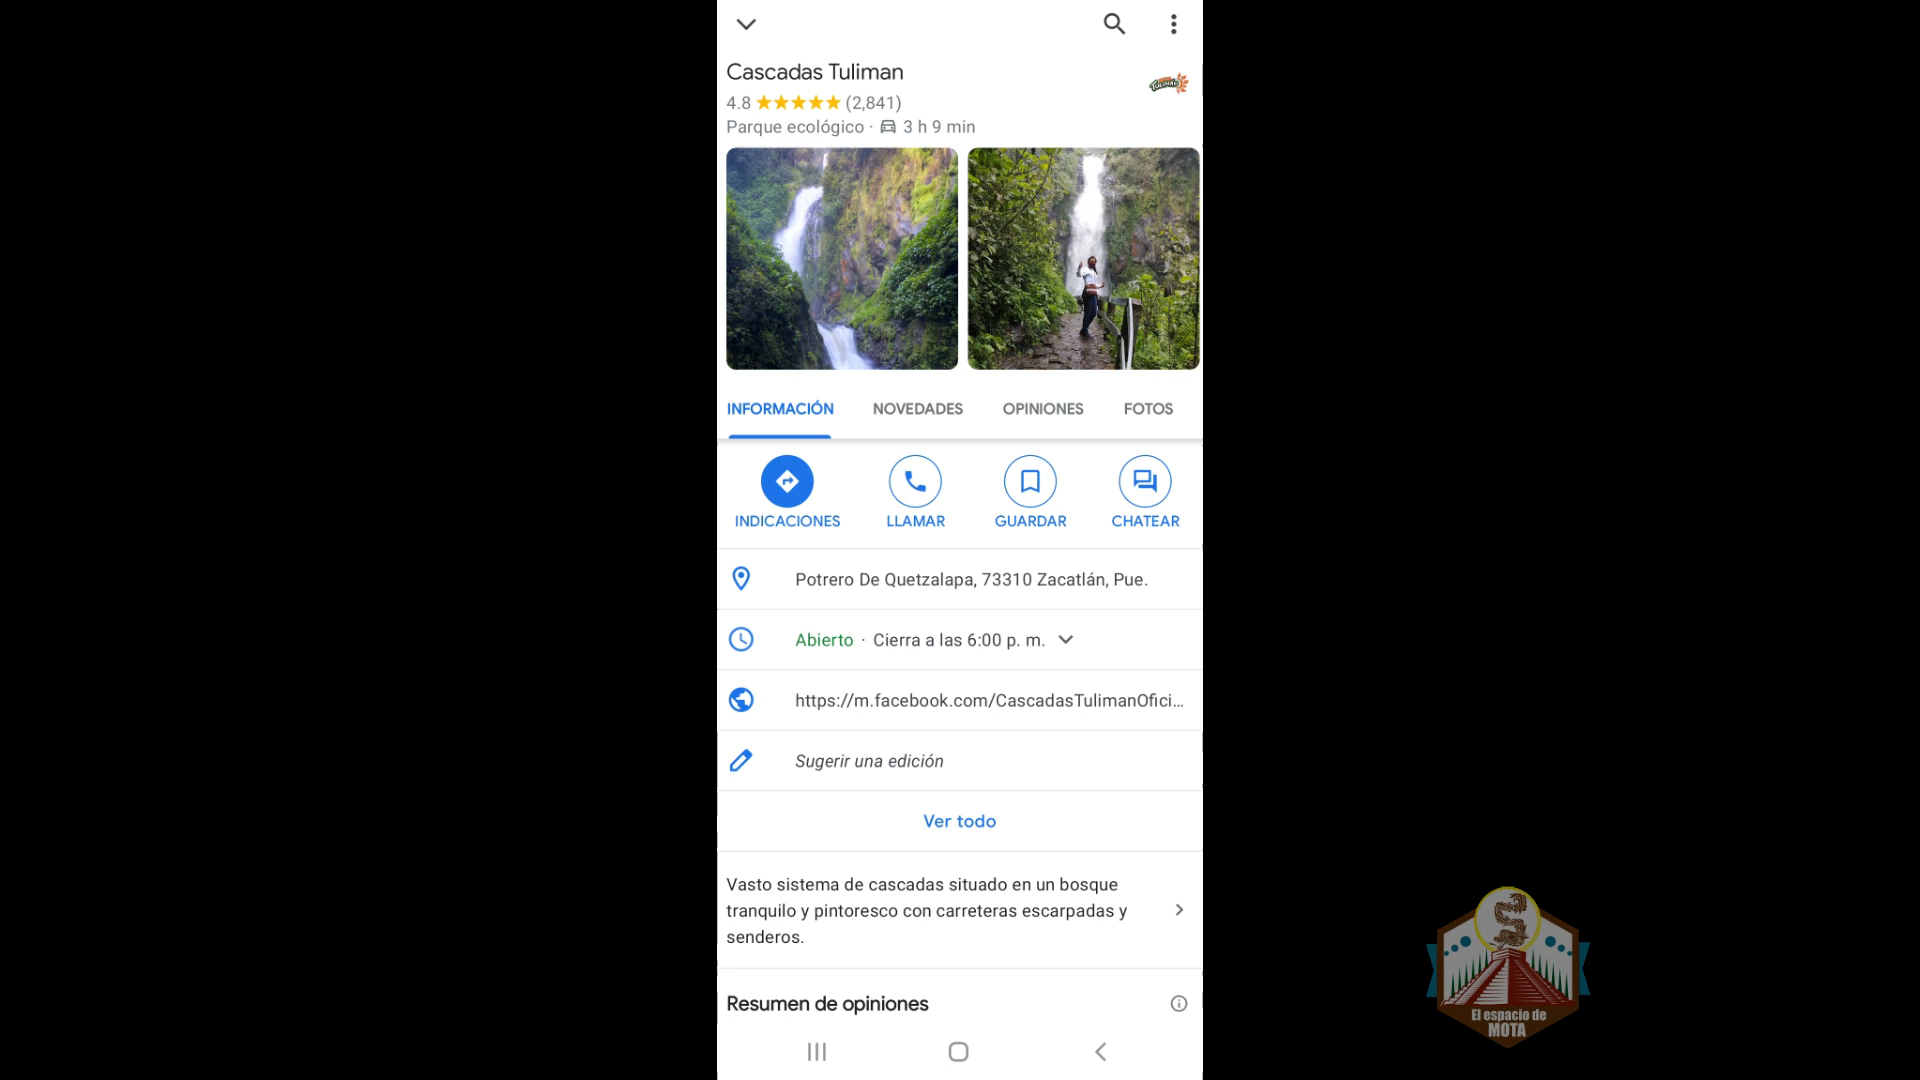 Cascadas Tuliman
4.8 (2,841)
Parque ecológico · 3 h 9 min
INFORMACIÓN NOVEDADES OPINIONES FOTOS
INDICACIONES LLAMAR GUARDAR CHATEAR
Potrero De Quetzalapa, 73310 Zacatlán, Pue.
Abierto · Cierra a las 6:00 p. m.
https://m.facebook.com/CascadasTulimanOfici...
Sugerir una edición
Ver todo
Vasto sistema de cascadas situado en un bosque
tranquilo y pintoresco con carreteras escarpadas y
senderos.
Resumen de opiniones
El espacio de
MOTA